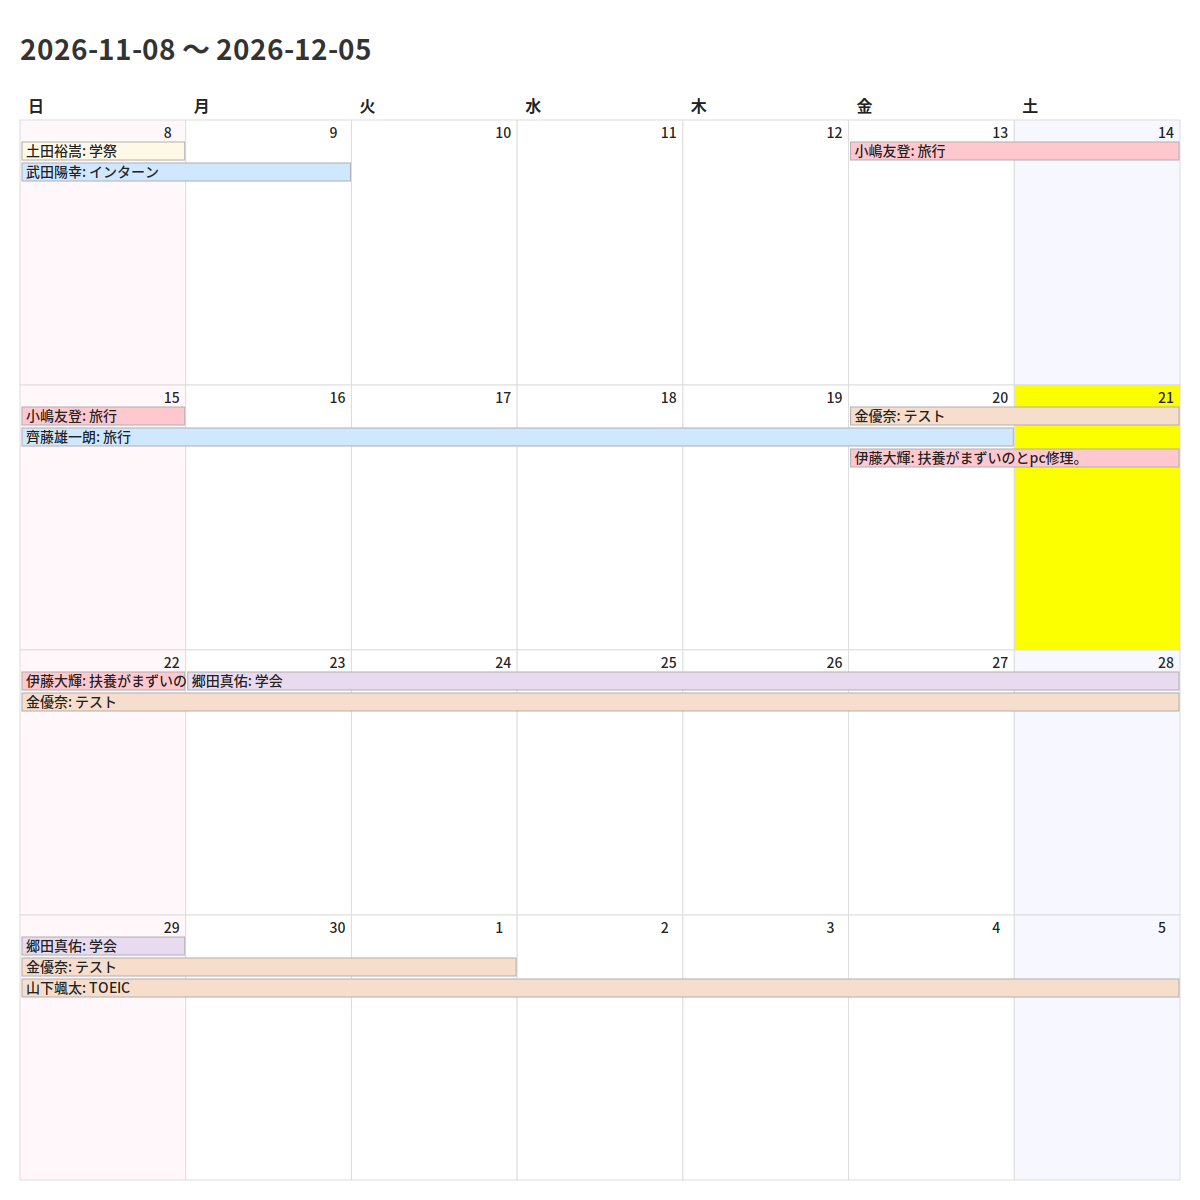 2026-11-08 〜 2026-12-05
日 月 火 水 木 金 土
8 9 10 11 12 13 14
土田裕嵩: 学祭 小嶋友登: 旅行
武田陽幸: インターン
15 16 17 18 19 20 21
小嶋友登: 旅行 金優奈: テスト
齊藤雄一朗: 旅行
伊藤大輝: 扶養がまずいのとpc修理。
22 23 24 25 26 27 28
伊藤大輝: 扶養がまずいの 郷田真佑: 学会
金優奈: テスト
29 30 1 2 3 4 5
郷田真佑: 学会
金優奈: テスト
山下颯太: TOEIC